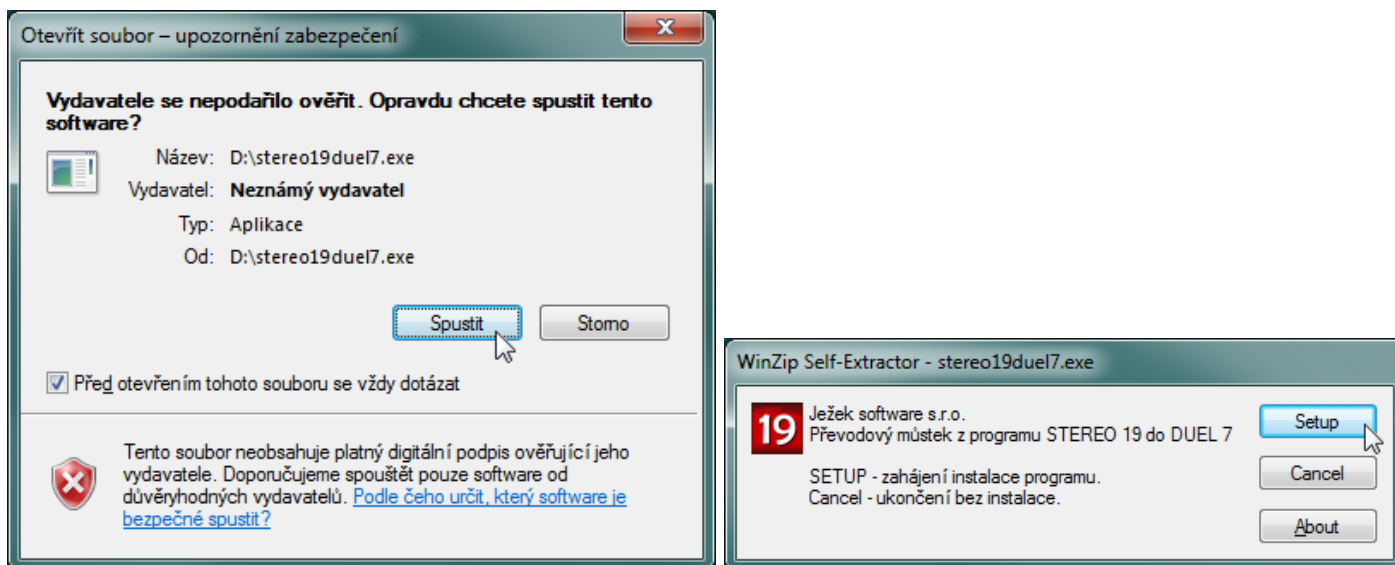 Otevřít soubor – upozornění zabezpečení
Vydavatele se nepodařilo ověřit. Opravdu chcete spustit tento
software?
Název: D:\stereo19duel7.exe
Vydavatel: Neznámý vydavatel
Typ: Aplikace
Od: D:\stereo19duel7.exe
Spustit Storno
Před otevřením tohoto souboru se vždy dotázat
Tento soubor neobsahuje platný digitální podpis ověřující jeho
vydavatele. Doporučujeme spouštět pouze software od
důvěryhodných vydavatelů. Podle čeho určit, který software je
bezpečné spustit?
WinZip Self-Extractor - stereo19duel7.exe
19
Ježek software s.r.o.
Převodový můstek z programu STEREO 19 do DUEL 7
SETUP - zahájení instalace programu.
Cancel - ukončení bez instalace.
Setup
Cancel
About